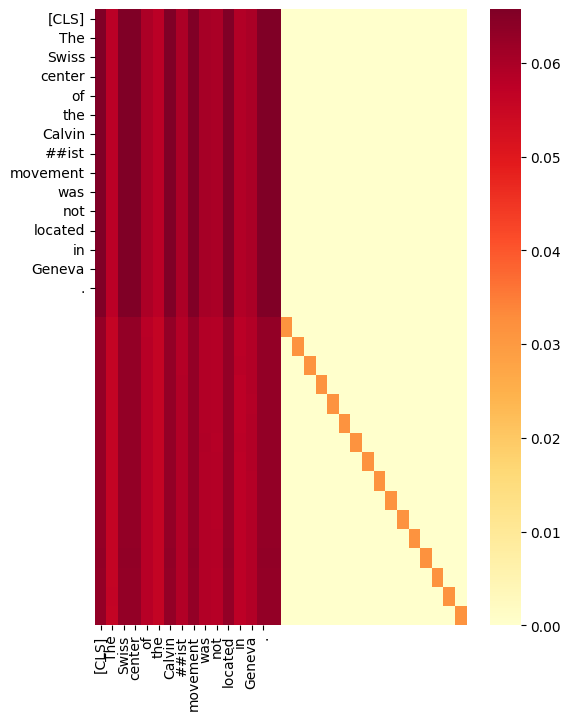 [CLS]
The
Swiss
center
of
the
Calvin
##ist
movement
was
not
located
in
Geneva
.
0.06
0.05
0.04
0.03
0.02
0.01
0.00
[CLS]
The
Swiss
center
of
the
Calvin
##ist
movement
was
not
located
in
Geneva
.